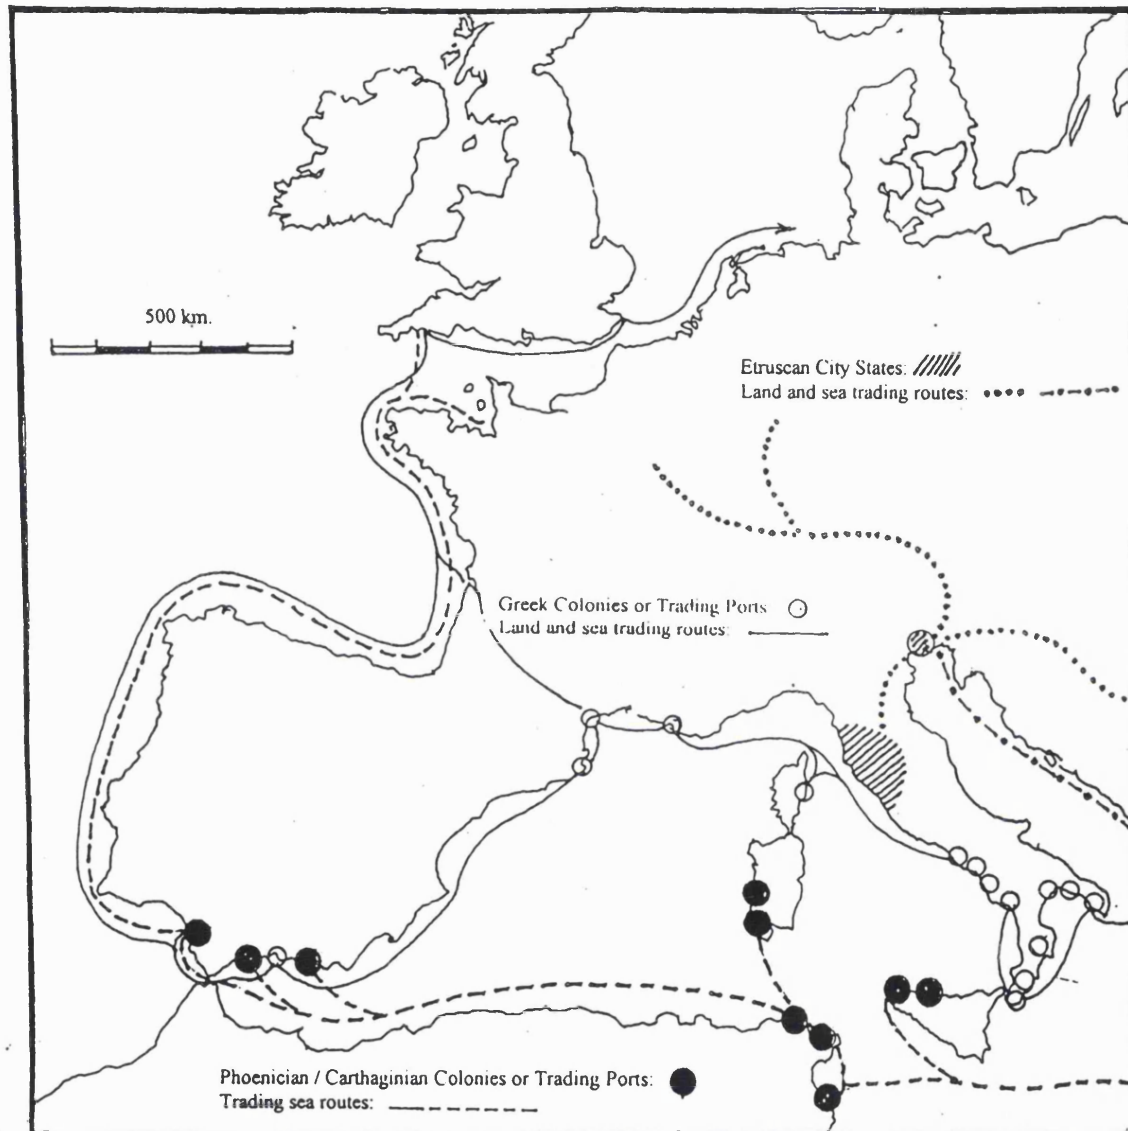 500 km.
Etruscan City States:
Land and sea trading routes:
Greek Colonies or Trading Ports
Land and sea trading routes:
Phoenician / Carthaginian Colonies or Trading Ports:
Trading sea routes: